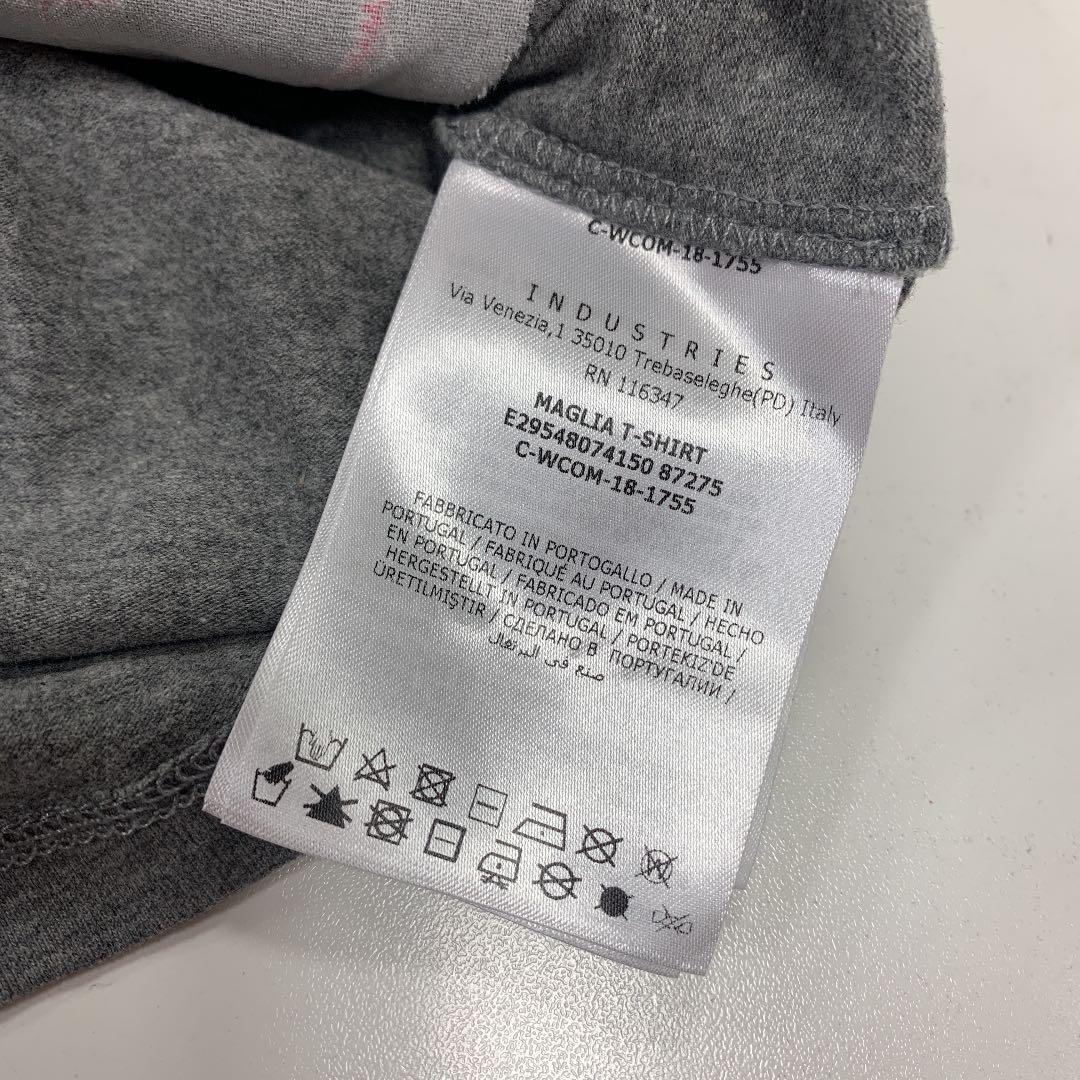 C-WCOM-18-1755
INDUSTRIES
Via Venezia,1 35010 Trebaseleghe(PD) Italy
RN 116347
MAGLIA T-SHIRT
E29548074150 87275
C-WCOM-18-1755
FABBRICATO IN PORTOGALLO / MADE IN
PORTUGAL / FABRIQUÉ AU PORTUGAL / HECHO
EN PORTUGAL / FABRICADO EM PORTUGAL /
HERGESTELLT IN PORTUGAL / PORTEKIZ'DE
ÜRETILMIŞTIR / СДЕЛАНО В ПОРТУГАЛИИ /
صنع في البرتغال